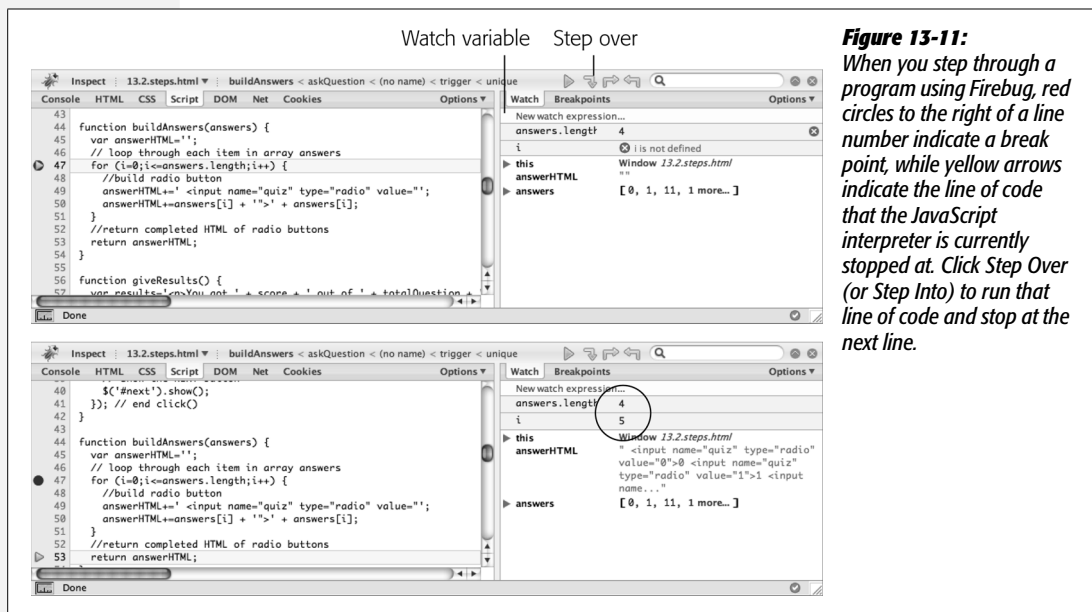 Watch variable Step over
Inspect 13.2.steps.html buildAnswers < askQuestion < (no name) < trigger < unique
Console HTML CSS Script DOM Net Cookies Options
Watch Breakpoints Options
43
44 function buildAnswers(answers) {
45 var answerHTML='';
46 // loop through each item in array answers
47 for (i=0;i<=answers.length;i++) {
48 //build radio button
49 answerHTML+=' <input name="quiz" type="radio" value="';
50 answerHTML+=answers[i] + '">' + answers[i];
51 }
52 //return completed HTML of radio buttons
53 return answerHTML;
54 }
55
56 function giveResults() {
57 var results='<p>You got ' + score + ' out of ' + totalQuestion +
New watch expression...
answers.length 4
i i is not defined
this Window 13.2.steps.html
answerHTML ""
answers [ 0, 1, 11, 1 more... ]
Done
Inspect 13.2.steps.html buildAnswers < askQuestion < (no name) < trigger < unique
Console HTML CSS Script DOM Net Cookies Options
Watch Breakpoints Options
40 $('#next').show();
41 }); // end click()
42 }
43
44 function buildAnswers(answers) {
45 var answerHTML='';
46 // loop through each item in array answers
47 for (i=0;i<=answers.length;i++) {
48 //build radio button
49 answerHTML+=' <input name="quiz" type="radio" value="';
50 answerHTML+=answers[i] + '">' + answers[i];
51 }
52 //return completed HTML of radio buttons
53 return answerHTML;
New watch expression...
answers.length 4
i 5
this Window 13.2.steps.html
answerHTML " <input name="quiz" type="radio"
value="0">0 <input name="quiz"
type="radio" value="1">1 <input
name..."
answers [ 0, 1, 11, 1 more... ]
Done
Figure 13-11:
When you step through a
program using Firebug, red
circles to the right of a line
number indicate a break
point, while yellow arrows
indicate the line of code
that the JavaScript
interpreter is currently
stopped at. Click Step Over
(or Step Into) to run that
line of code and stop at the
next line.